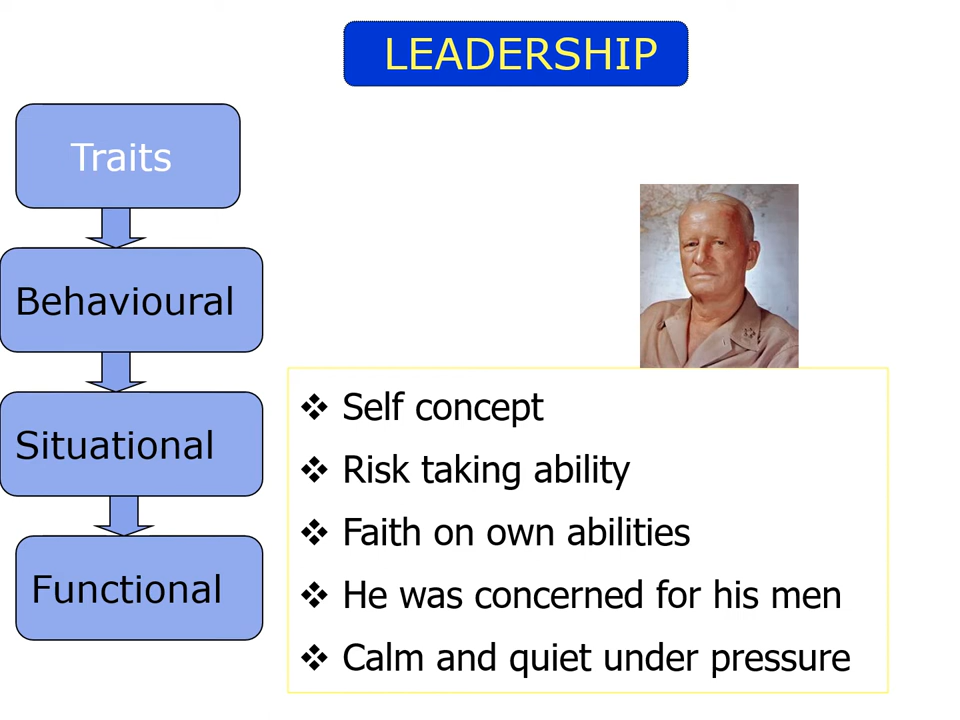 LEADERSHIP
Traits
Behavioural
Situational
Functional
❖ Self concept
❖ Risk taking ability
❖ Faith on own abilities
❖ He was concerned for his men
❖ Calm and quiet under pressure